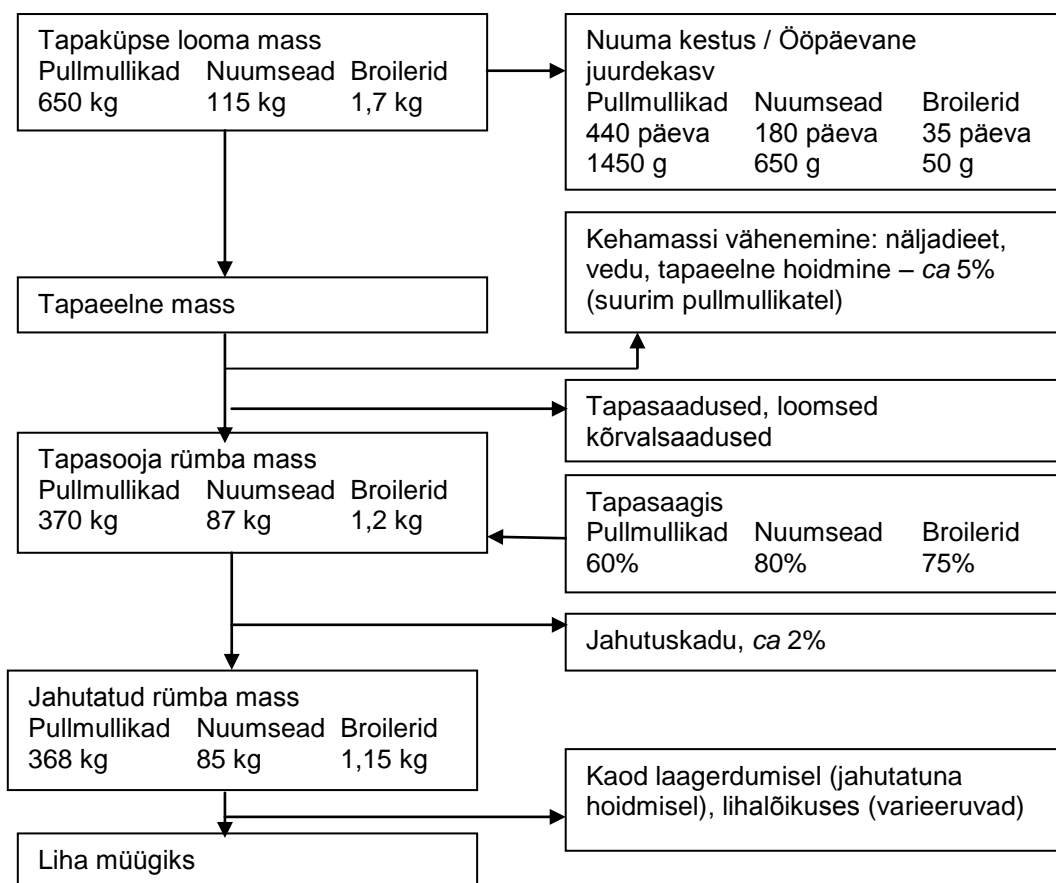 Tapaküpse looma mass
Pullmullikad Nuumsead Broilerid
650 kg 115 kg 1,7 kg
Nuuma kestus / Ööpäevane
juurdekasv
Pullmullikad Nuumsead Broilerid
440 päeva 180 päeva 35 päeva
1450 g 650 g 50 g
Kehamassi vähenemine: näljadieet,
vedu, tapaeelne hoidmine – ca 5%
(suurim pullmullikatel)
Tapaeelne mass
Tapasaadused, loomsed
kõrvalsaadused
Tapasooja rümba mass
Pullmullikad Nuumsead Broilerid
370 kg 87 kg 1,2 kg
Tapasaagis
Pullmullikad Nuumsead Broilerid
60% 80% 75%
Jahutuskadu, ca 2%
Jahutatud rümba mass
Pullmullikad Nuumsead Broilerid
368 kg 85 kg 1,15 kg
Kaod laagerdumisel (jahutatuna
hoidmisel), lihalõikuses (varieeruvad)
Liha müügiks